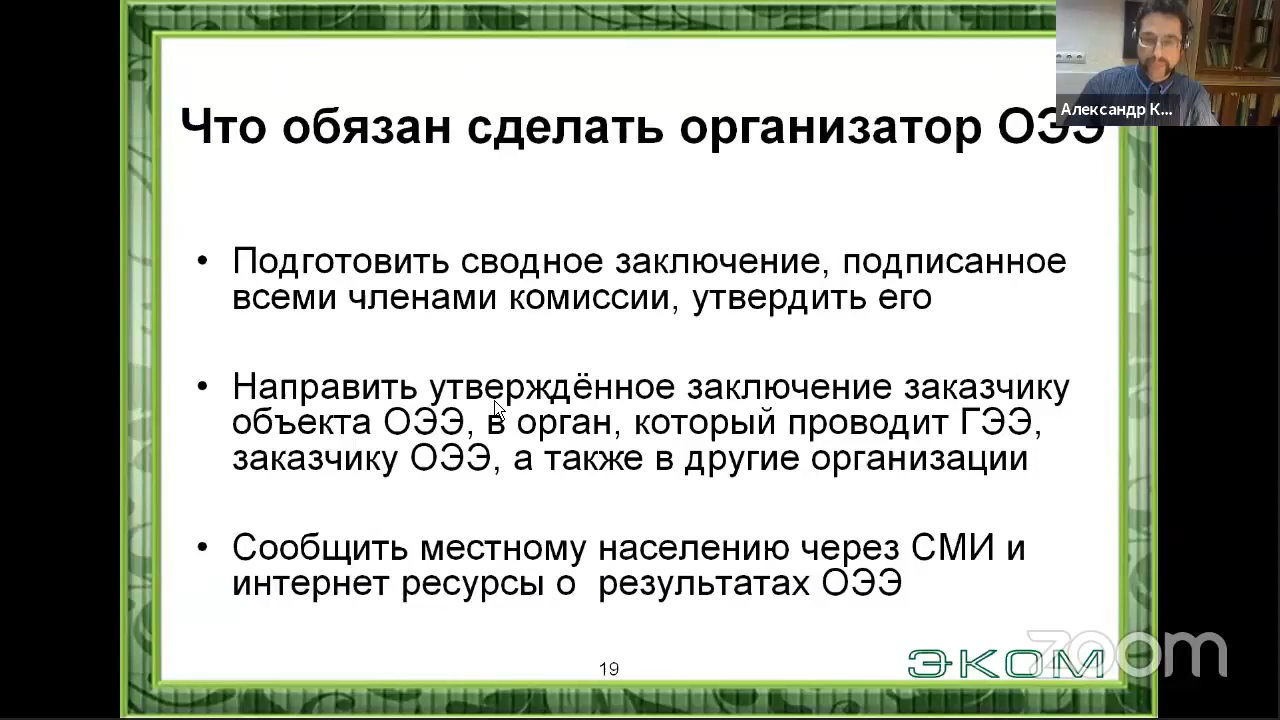 Александр К...
Что обязан сделать организатор ОЭЭ
• Подготовить сводное заключение, подписанное
всеми членами комиссии, утвердить его
• Направить утверждённое заключение заказчику
объекта ОЭЭ, в орган, который проводит ГЭЭ,
заказчику ОЭЭ, а также в другие организации
• Сообщить местному населению через СМИ и
интернет ресурсы о  результатах ОЭЭ
19
ЭКОМ
zoom